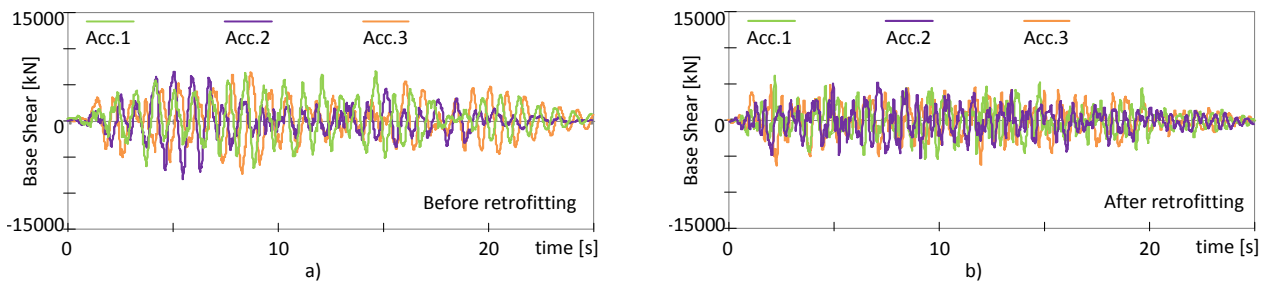 15000
Acc.1 Acc.2 Acc.3
Base Shear [kN]
0
Before retrofitting
-15000
0 10 20 time [s]
a)
15000
Acc.1 Acc.2 Acc.3
Base Shear [kN]
0
After retrofitting
-15000
0 10 20 time [s]
b)